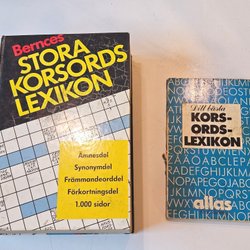 Bernces
STORA
KORSORDS
LEXIKON
Ämnesdel
Synonymdel
Främmandeorddel
Förkortningsdel
1.000 sidor
Ditt bästa
KORS-
ORDS-
LEXIKON
allas